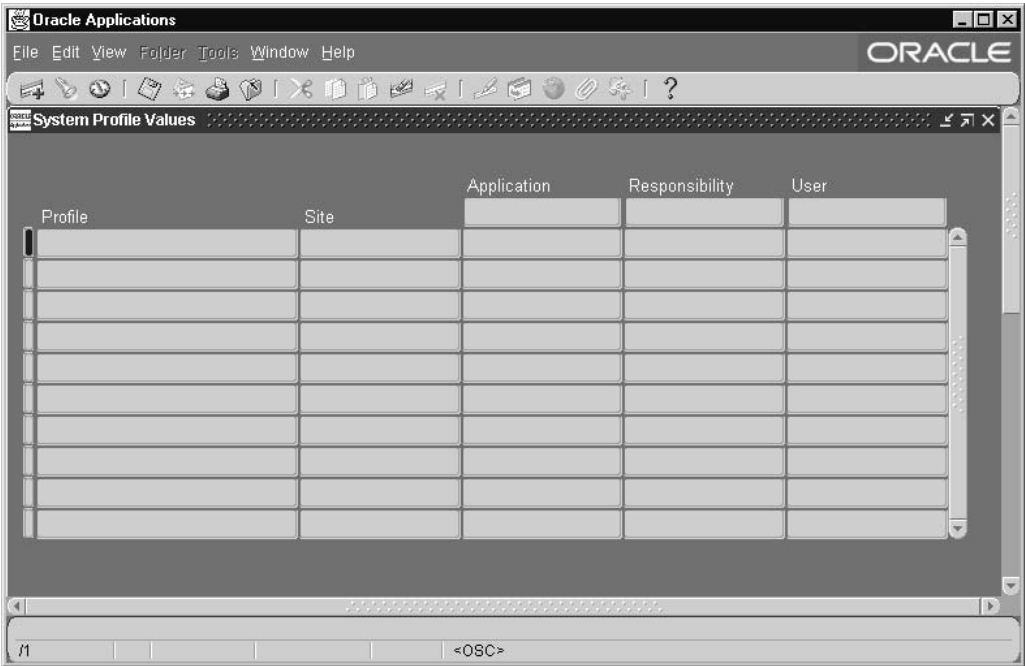 Oracle Applications
File Edit View Folder Tools Window Help
ORACLE
?
System Profile Values
Application Responsibility User
Profile Site
/1 <OSC>